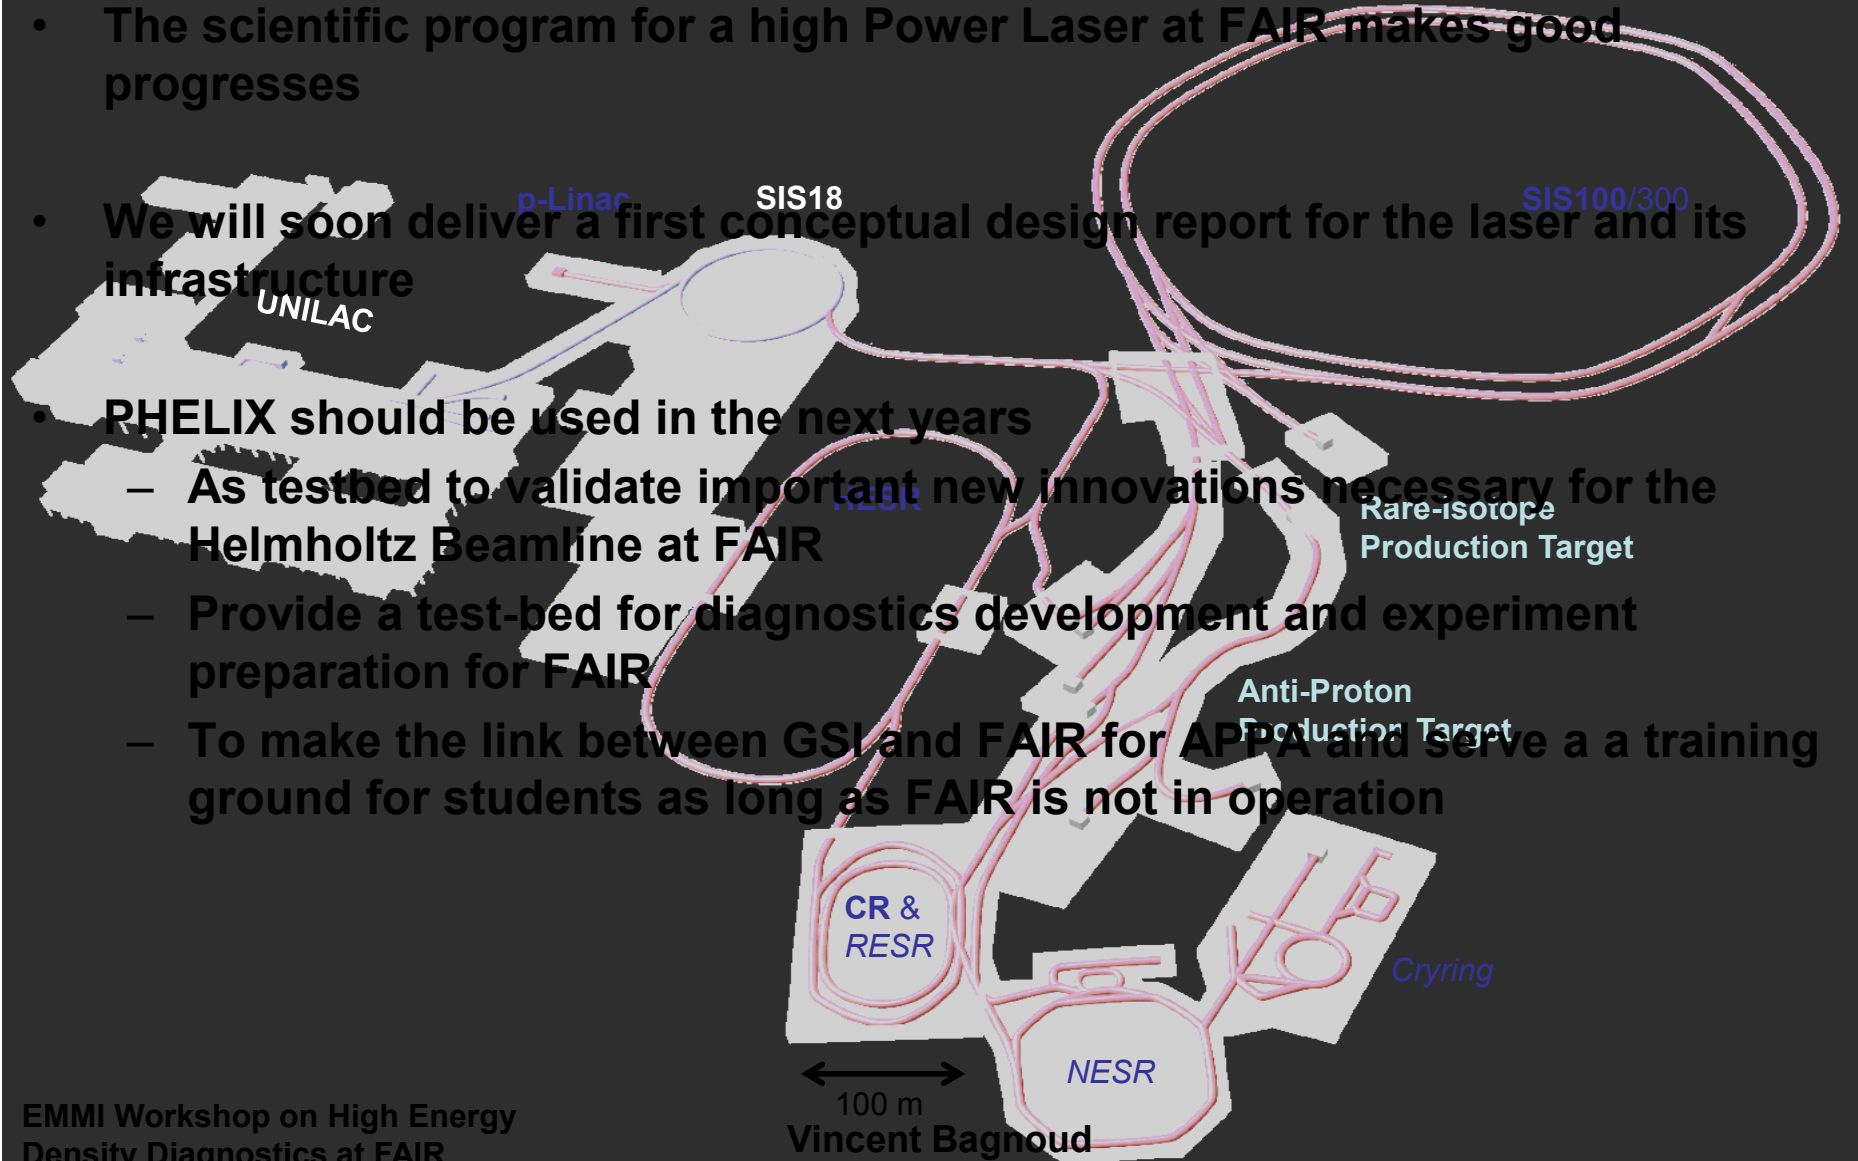 • The scientific program for a high Power Laser at FAIR makes good
progresses
p-Linac
SIS18
SIS100/300
• We will soon deliver a first conceptual design report for the laser and its
infrastructure
UNILAC
• PHELIX should be used in the next years
– As testbed to validate important new innovations necessary for the
Helmholtz Beamline at FAIR
HESR
Rare-Isotope
Production Target
– Provide a test-bed for diagnostics development and experiment
preparation for FAIR
Anti-Proton
Production Target
– To make the link between GSI and FAIR for APPA and serve a a training
ground for students as long as FAIR is not in operation
CR &
RESR
Cryring
NESR
100 m
EMMI Workshop on High Energy
Density Diagnostics at FAIR
Vincent Bagnoud